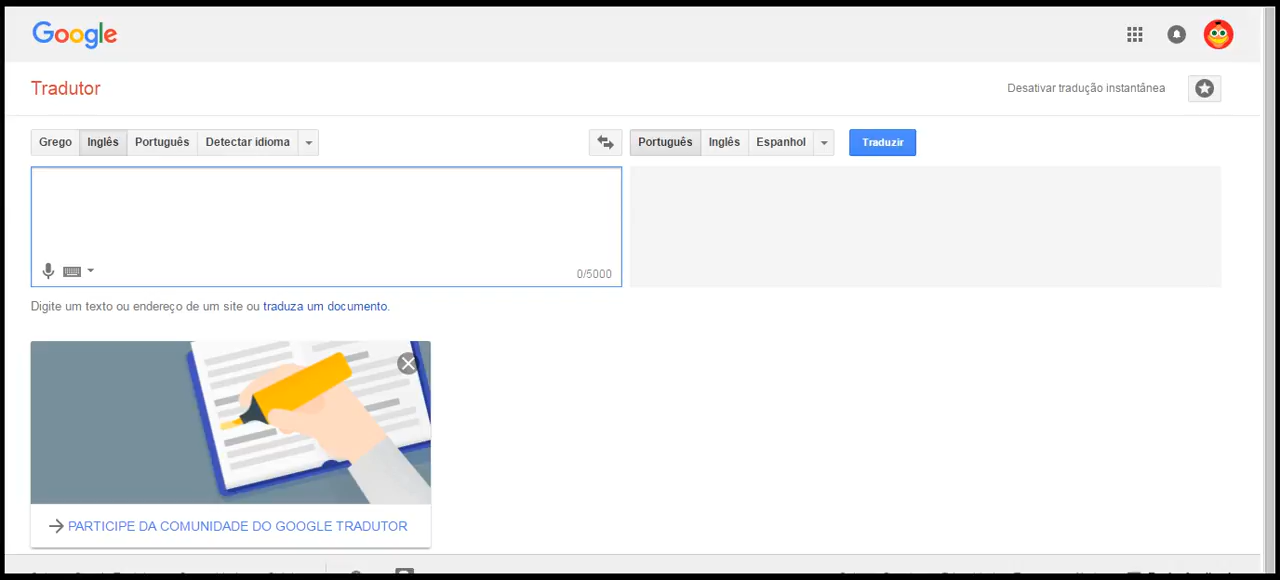 Google
Tradutor
Desativar tradução instantânea
Grego Inglês Português Detectar idioma
Português Inglês Espanhol Traduzir
0/5000
Digite um texto ou endereço de um site ou traduza um documento.
PARTICIPE DA COMUNIDADE DO GOOGLE TRADUTOR